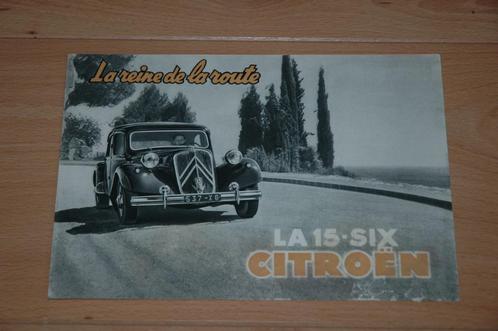 La reine de la route
LA 15-SIX
CITROËN